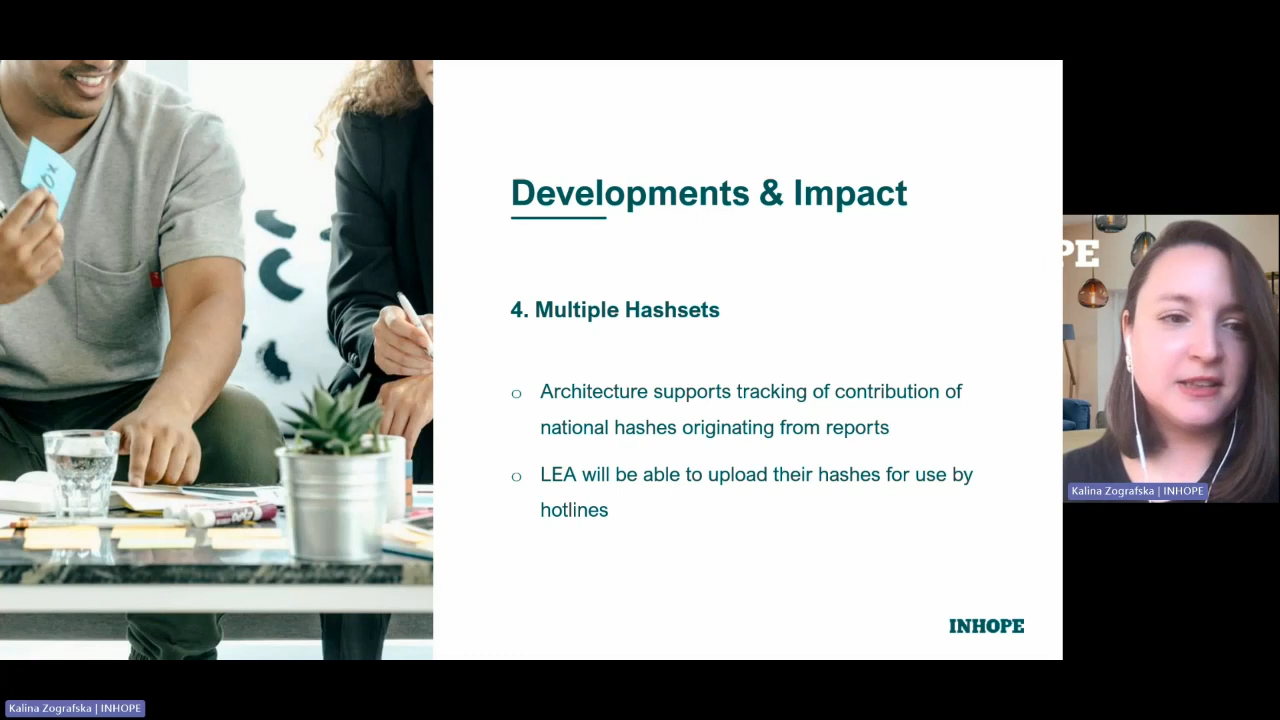 Developments & Impact
4. Multiple Hashsets
o Architecture supports tracking of contribution of
national hashes originating from reports
o LEA will be able to upload their hashes for use by
hotlines
INHOPE
PE
Kalina Zografska | INHOPE
Kalina Zografska | INHOPE